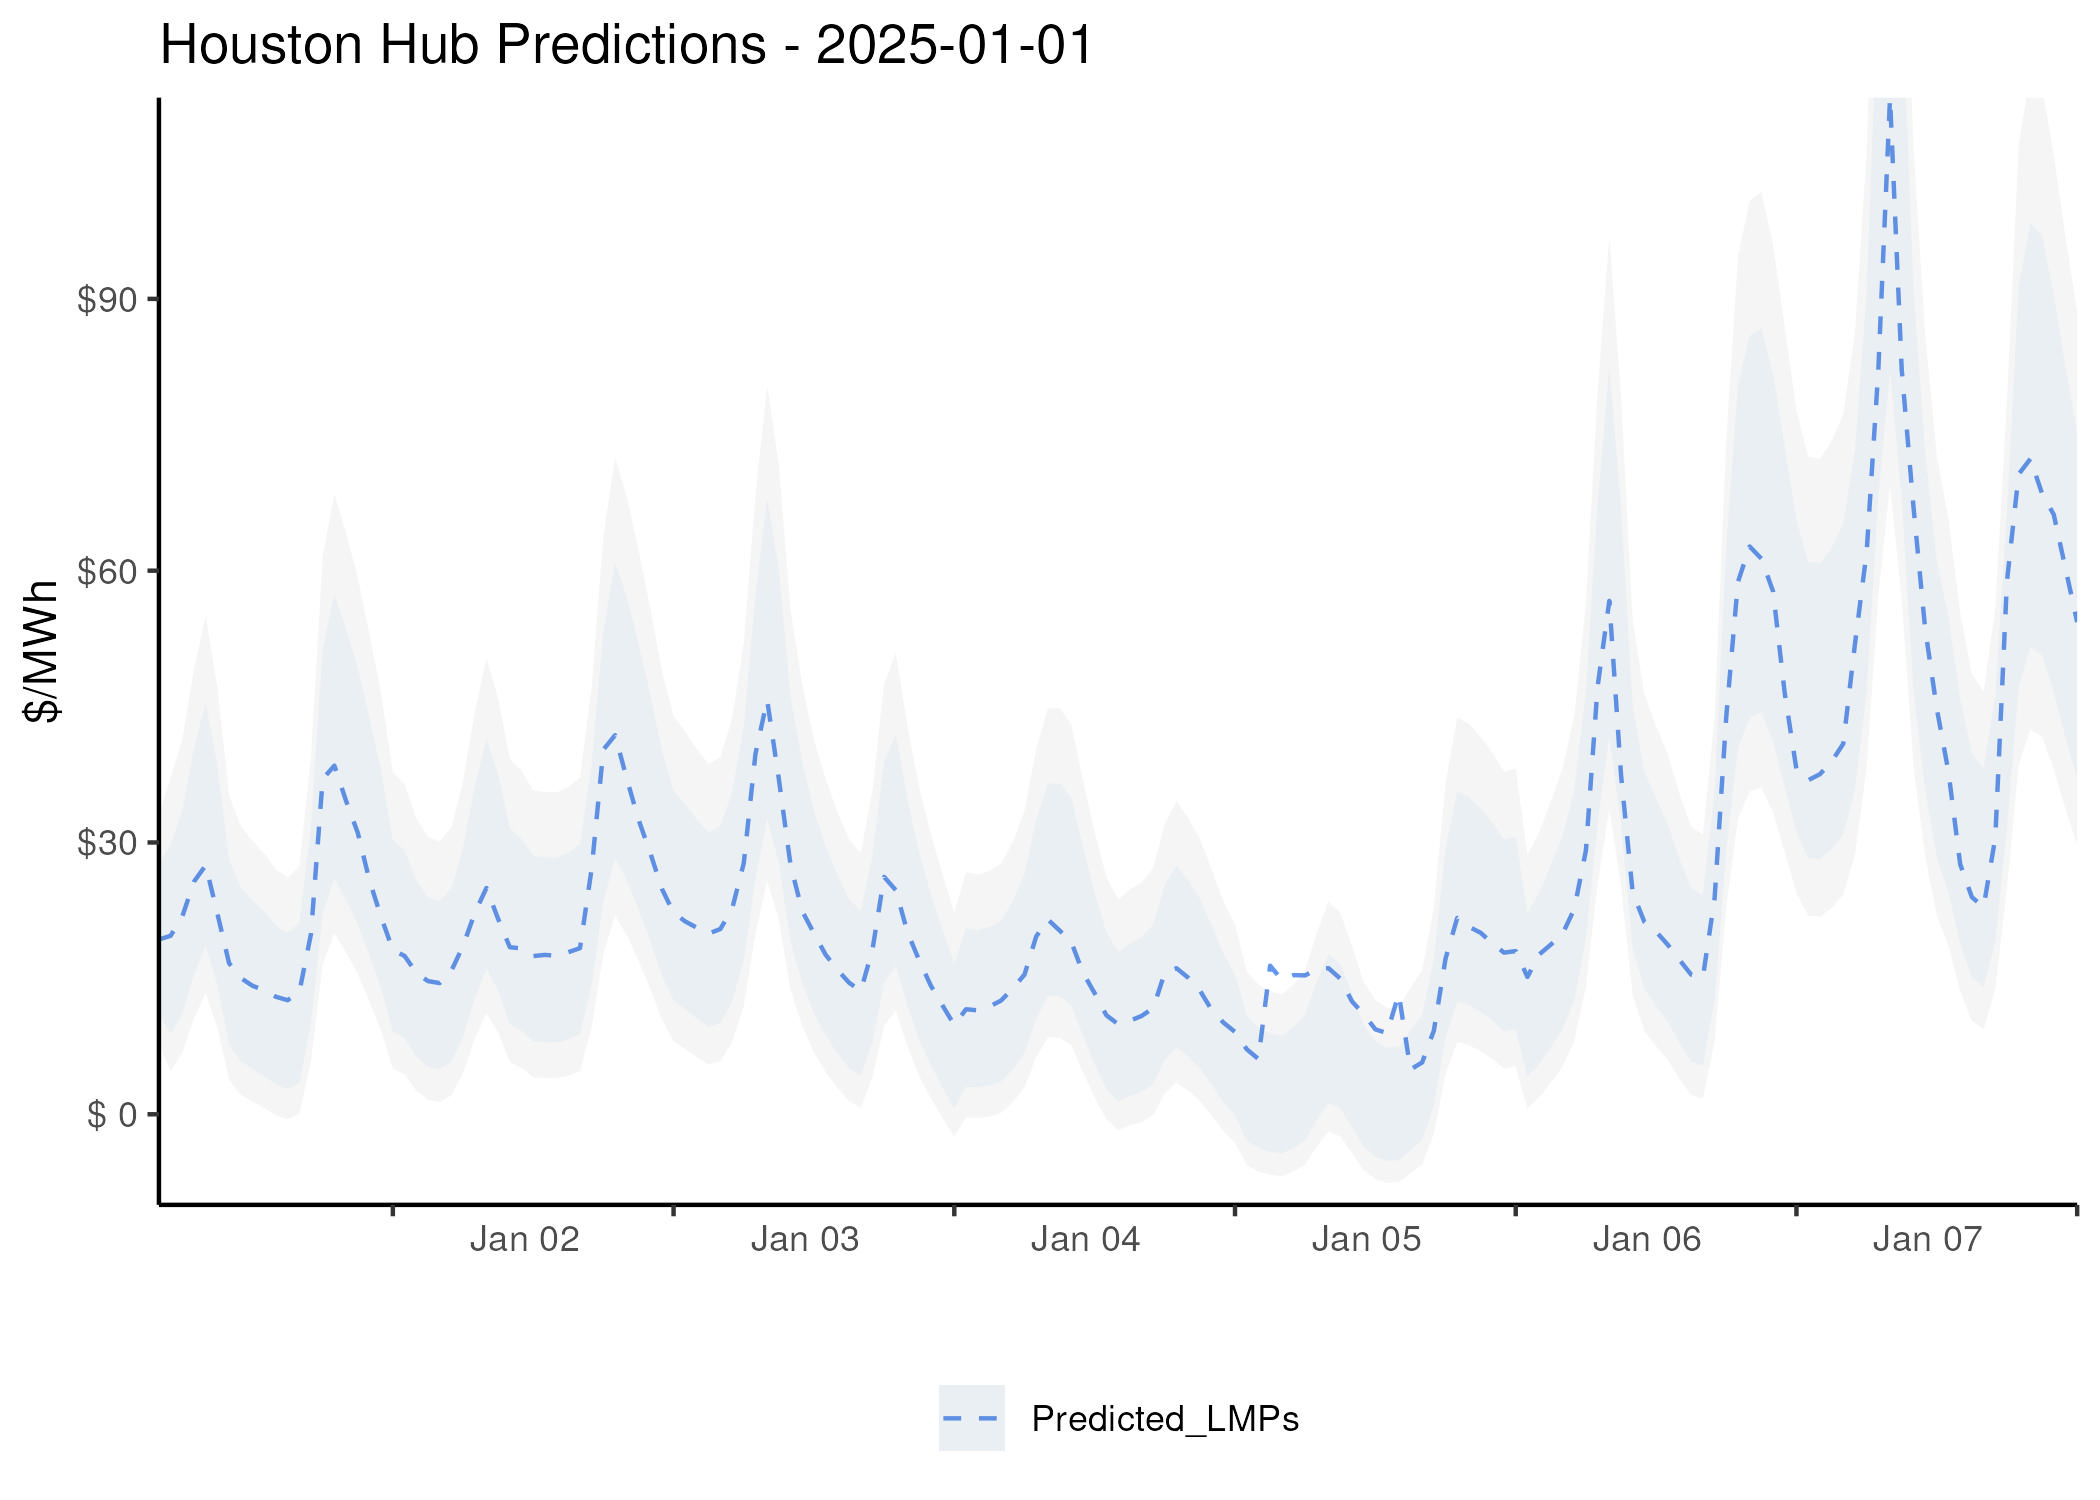 Houston Hub Predictions - 2025-01-01
$/MWh
$90
$60
$30
$ 0
Jan 02 Jan 03 Jan 04 Jan 05 Jan 06 Jan 07
Predicted_LMPs